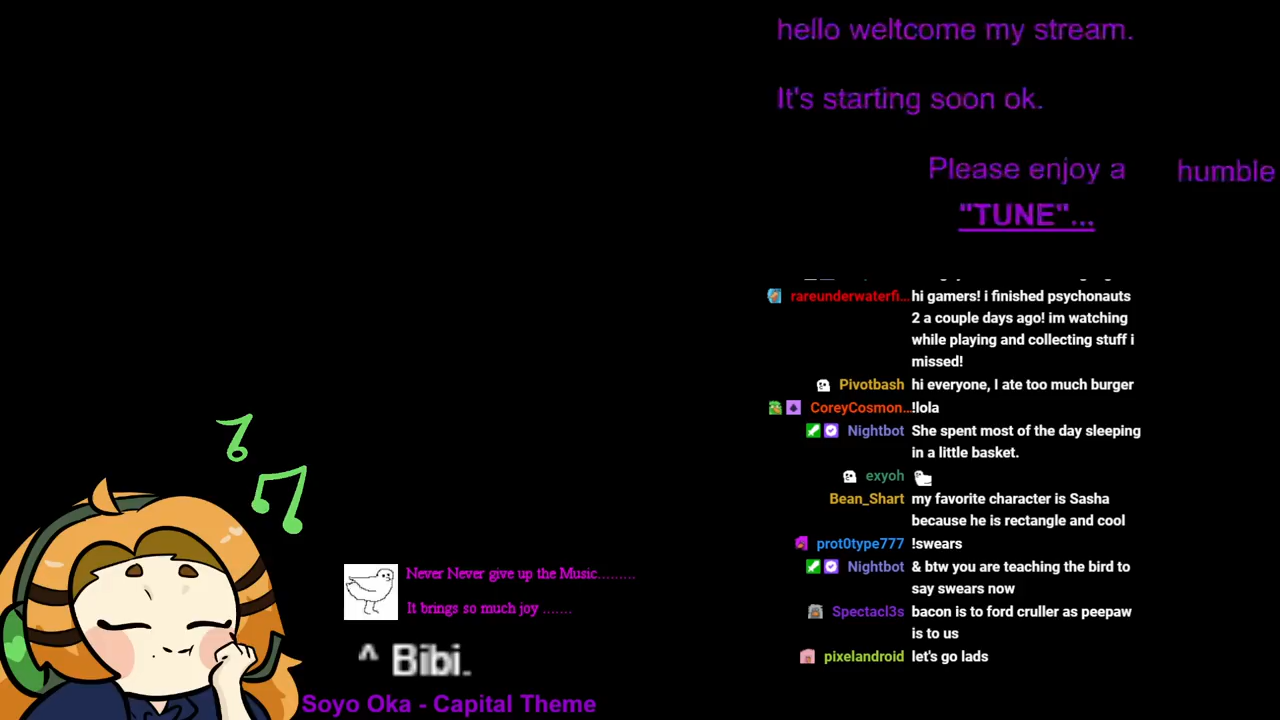 hello weltcome my stream.
It's starting soon ok.
Please enjoy a humble
"TUNE"...
rareunderwaterfi... hi gamers! i finished psychonauts
2 a couple days ago! im watching
while playing and collecting stuff i
missed!
Pivotbash hi everyone, I ate too much burger
CoreyCosmon... !lola
Nightbot She spent most of the day sleeping
in a little basket.
exyoh
Bean_Shart my favorite character is Sasha
because he is rectangle and cool
prot0type777 !swears
Nightbot & btw you are teaching the bird to
say swears now
Spectacl3s bacon is to ford cruller as peepaw
is to us
pixelandroid let's go lads
Never Never give up the Music.........
It brings so much joy .......
^ Bibi.
Soyo Oka - Capital Theme